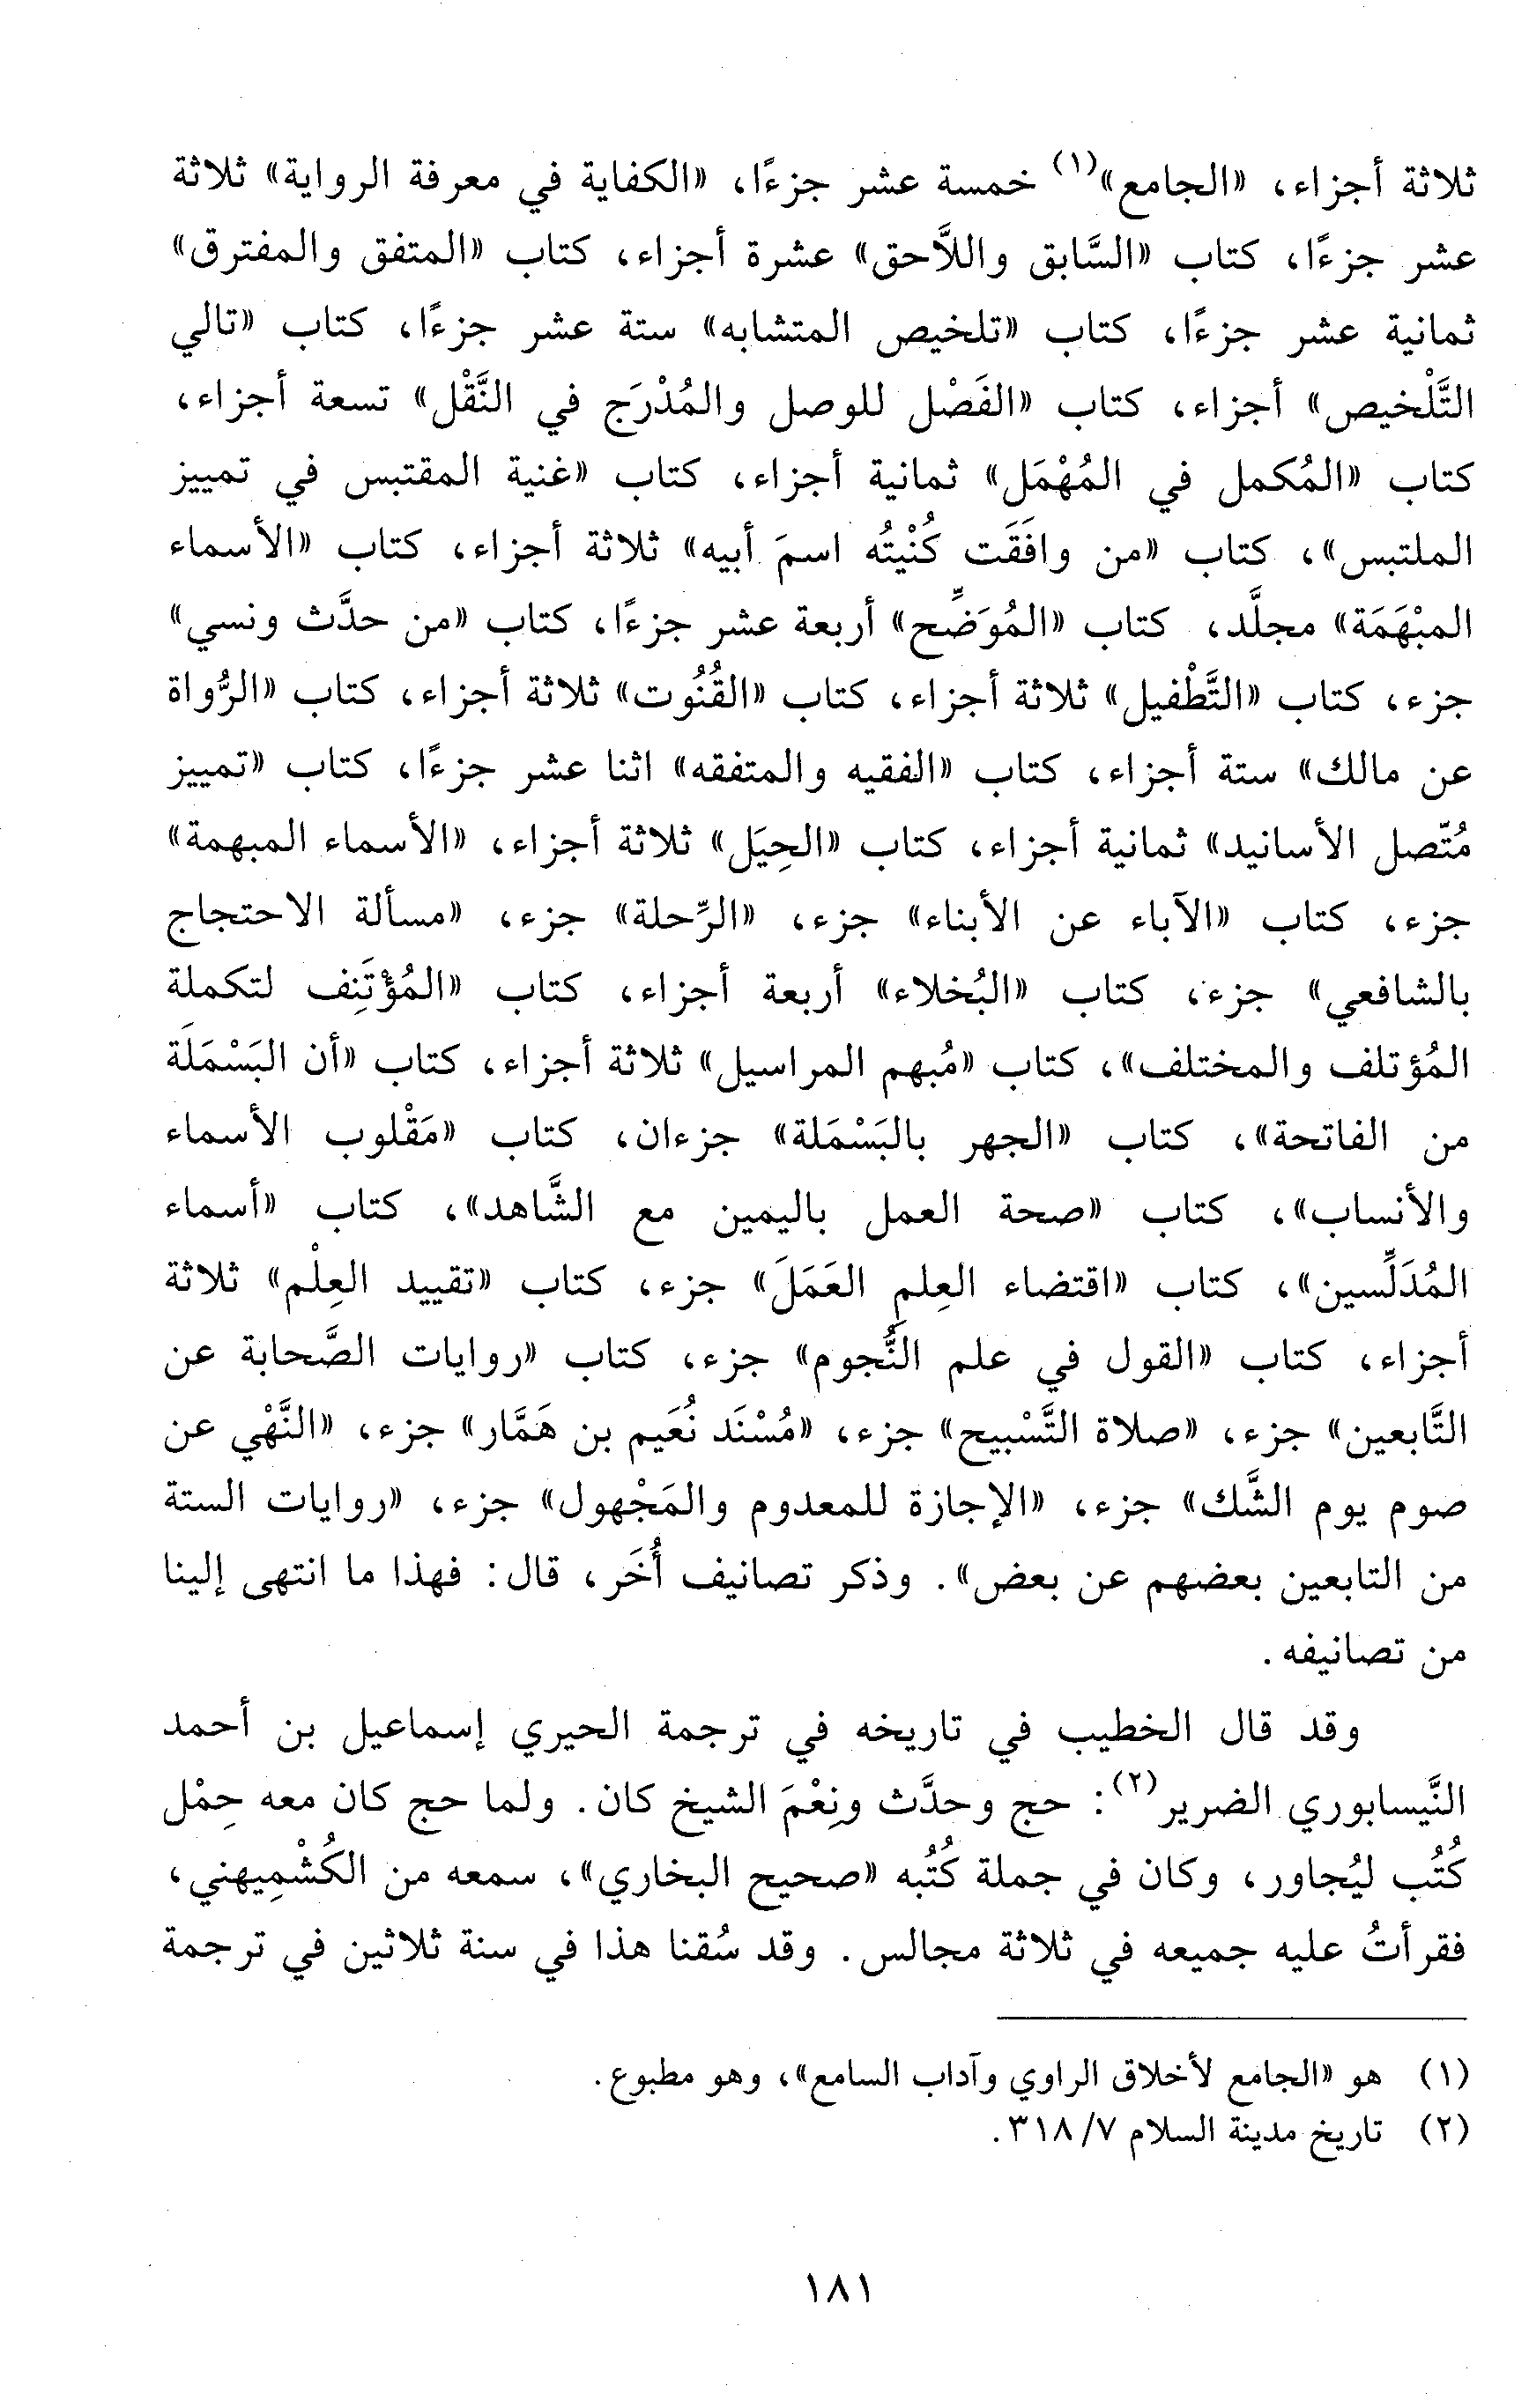 ثلاثة أجزاء، «الجامع»(١) خمسة عشر جزءًا، «الكفاية في معرفة الرواية» ثلاثة
عشر جزءًا، كتاب «السَّابق واللاَّحق» عشرة أجزاء، كتاب «المتفق والمفترق»
ثمانية عشر جزءًا، كتاب «تلخيص المتشابه» ستة عشر جزءًا، كتاب «تالي
التَّلْخيص» أجزاء، كتاب «الفَصْل للوصل والمُدْرَج في النَّقْل» تسعة أجزاء،
كتاب «المُكمل في المُهْمَل» ثمانية أجزاء، كتاب «غنية المقتبس في تمييز
الملتبس»، كتاب «من وافَقَت كُنْيتُه اسمَ أبيه» ثلاثة أجزاء، كتاب «الأسماء
المبْهَمَة» مجلَّد، كتاب «المُوَضِّح» أربعة عشر جزءًا، كتاب «من حدَّث ونسي»
جزء، كتاب «التَّطْفيل» ثلاثة أجزاء، كتاب «القُنُوت» ثلاثة أجزاء، كتاب «الرُّواة
عن مالك» ستة أجزاء، كتاب «الفقيه والمتفقه» اثنا عشر جزءًا، كتاب «تمييز
مُتّصل الأسانيد» ثمانية أجزاء، كتاب «الحِيَل» ثلاثة أجزاء، «الأسماء المبهمة»
جزء، كتاب «الآباء عن الأبناء» جزء، «الرِّحلة» جزء، «مسألة الاحتجاج
بالشافعي» جزء، كتاب «البُخلاء» أربعة أجزاء، كتاب «المُؤْتَنِف لتكملة
المُؤتلف والمختلف»، كتاب «مُبهم المراسيل» ثلاثة أجزاء، كتاب «أن البَسْمَلَة
من الفاتحة»، كتاب «الجهر بالبَسْمَلة» جزءان، كتاب «مَقْلوب الأسماء
والأنساب»، كتاب «صحة العمل باليمين مع الشَّاهد»، كتاب «أسماء
المُدَلِّسين»، كتاب «اقتضاء العِلمِ العَمَلَ» جزء، كتاب «تقييد العِلْم» ثلاثة
أجزاء، كتاب «القول في علم النُّجوم» جزء، كتاب «روايات الصَّحابة عن
التَّابعين» جزء، «صلاة التَّسْبيح» جزء، «مُسْنَد نُعَيم بن هَمَّار» جزء، «النَّهْي عن
صوم يوم الشَّك» جزء، «الإجازة للمعدوم والمَجْهول» جزء، «روايات الستة
من التابعين بعضهم عن بعض». وذكر تصانيف أُخَر، قال: فهذا ما انتهى إلينا
من تصانيفه.
وقد قال الخطيب في تاريخه في ترجمة الحيري إسماعيل بن أحمد
النَّيسابوري الضرير(٢): حج وحدَّث ونِعْمَ الشيخ كان. ولما حج كان معه حِمْل
كُتُب ليُجاور، وكان في جملة كُتُبه «صحيح البخاري»، سمعه من الكُشْمِيهني،
فقرأتُ عليه جميعه في ثلاثة مجالس. وقد سُقنا هذا في سنة ثلاثين في ترجمة
(١) هو «الجامع لأخلاق الراوي وآداب السامع»، وهو مطبوع.
(٢) تاريخ مدينة السلام ٧/ ٣١٨.
١٨١